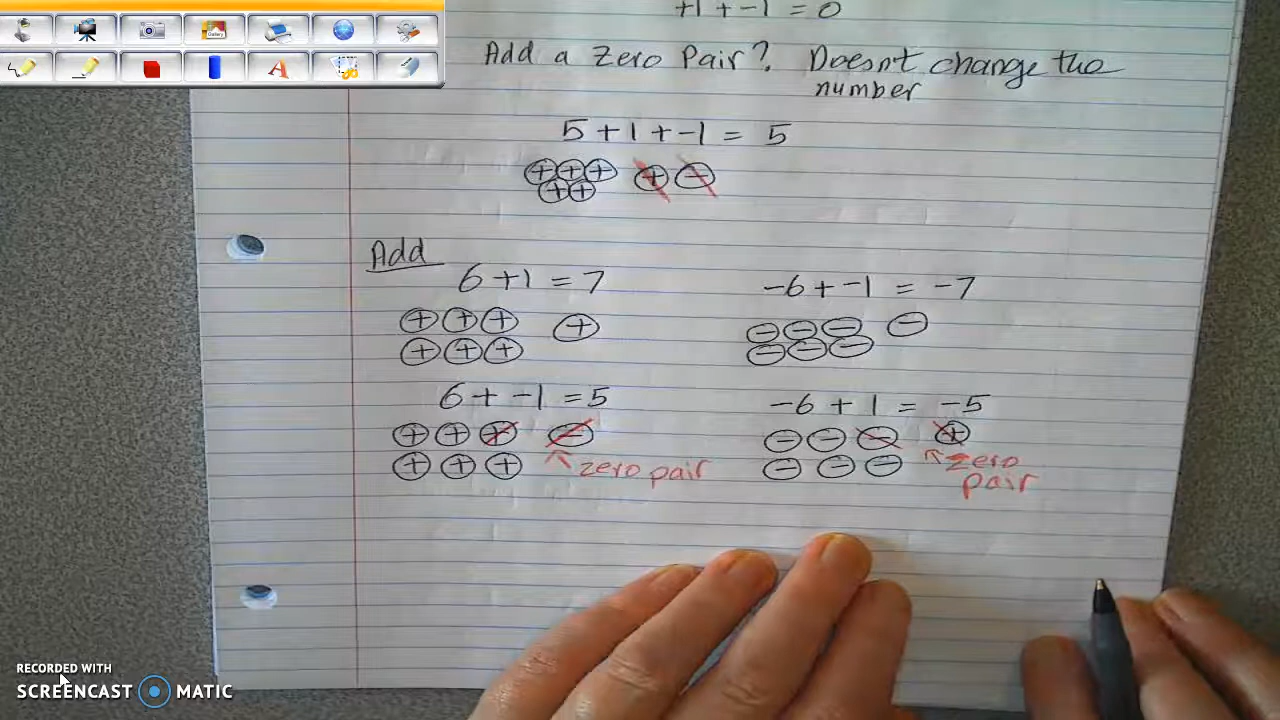 +1 + -1 = 0
Add a Zero Pair? Doesn't change the
number
5 + 1 + -1 = 5
Add
6 + 1 = 7
-6 + -1 = -7
6 + -1 = 5
-6 + 1 = -5
zero pair
zero
pair
RECORDED WITH
SCREENCAST MATIC